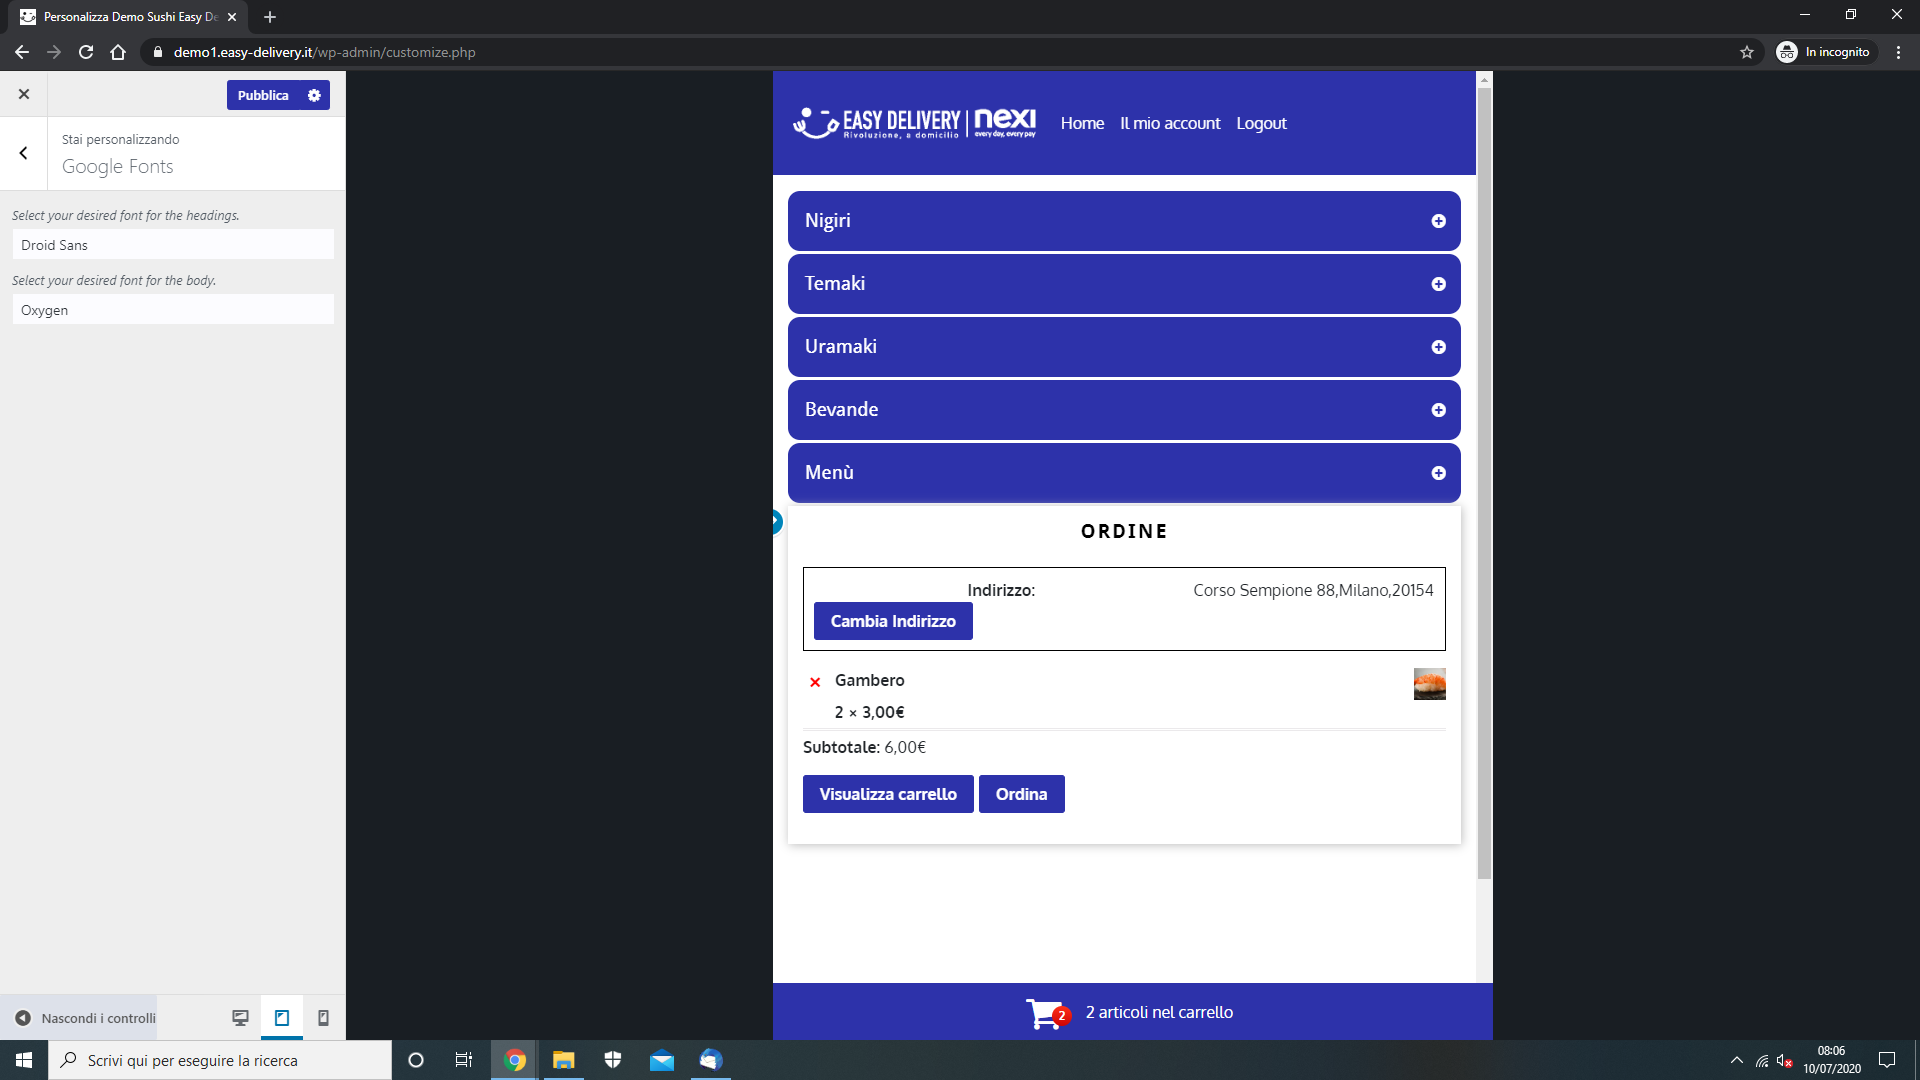 Personalizza Demo Sushi Easy De
demo1.easy-delivery.it/wp-admin/customize.php
In incognito
Pubblica
Stai personalizzando
Google Fonts
Select your desired font for the headings.
Droid Sans
Select your desired font for the body.
Oxygen
Nascondi i controlli
EASY DELIVERY
Rivoluzione, a domicilio
nexi
every day, every pay
Home Il mio account Logout
Nigiri
Temaki
Uramaki
Bevande
Menù
ORDINE
Indirizzo: Corso Sempione 88,Milano,20154
Cambia Indirizzo
× Gambero
2 × 3,00€
Subtotale: 6,00€
Visualizza carrello Ordina
2 2 articoli nel carrello
Scrivi qui per eseguire la ricerca
08:06
10/07/2020